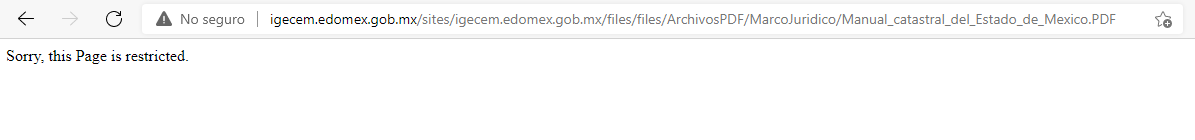 No seguro igecem.edomex.gob.mx/sites/igecem.edomex.gob.mx/files/files/ArchivosPDF/MarcoJuridico/Manual_catastral_del_Estado_de_Mexico.PDF
Sorry, this Page is restricted.